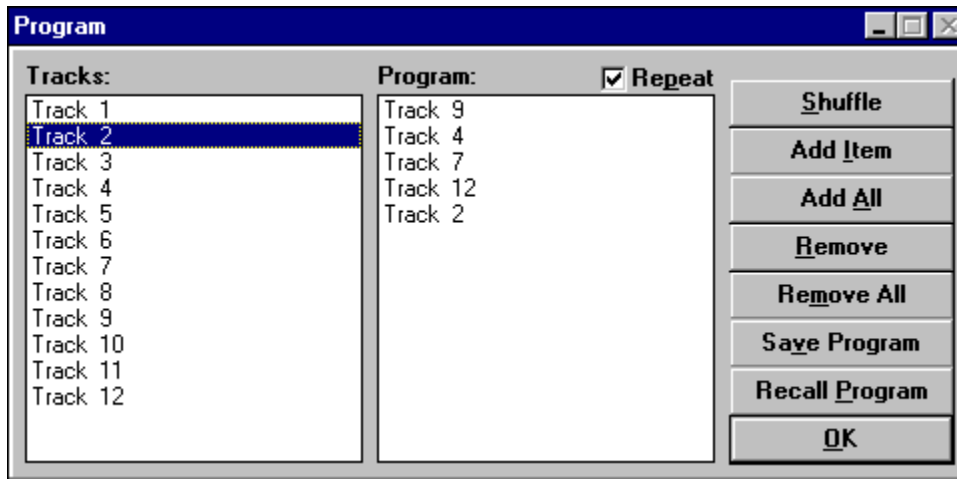 Program
Tracks:
Track 1
Track 2
Track 3
Track 4
Track 5
Track 6
Track 7
Track 8
Track 9
Track 10
Track 11
Track 12
Program:
Repeat
Track 9
Track 4
Track 7
Track 12
Track 2
Shuffle
Add Item
Add All
Remove
Remove All
Save Program
Recall Program
OK